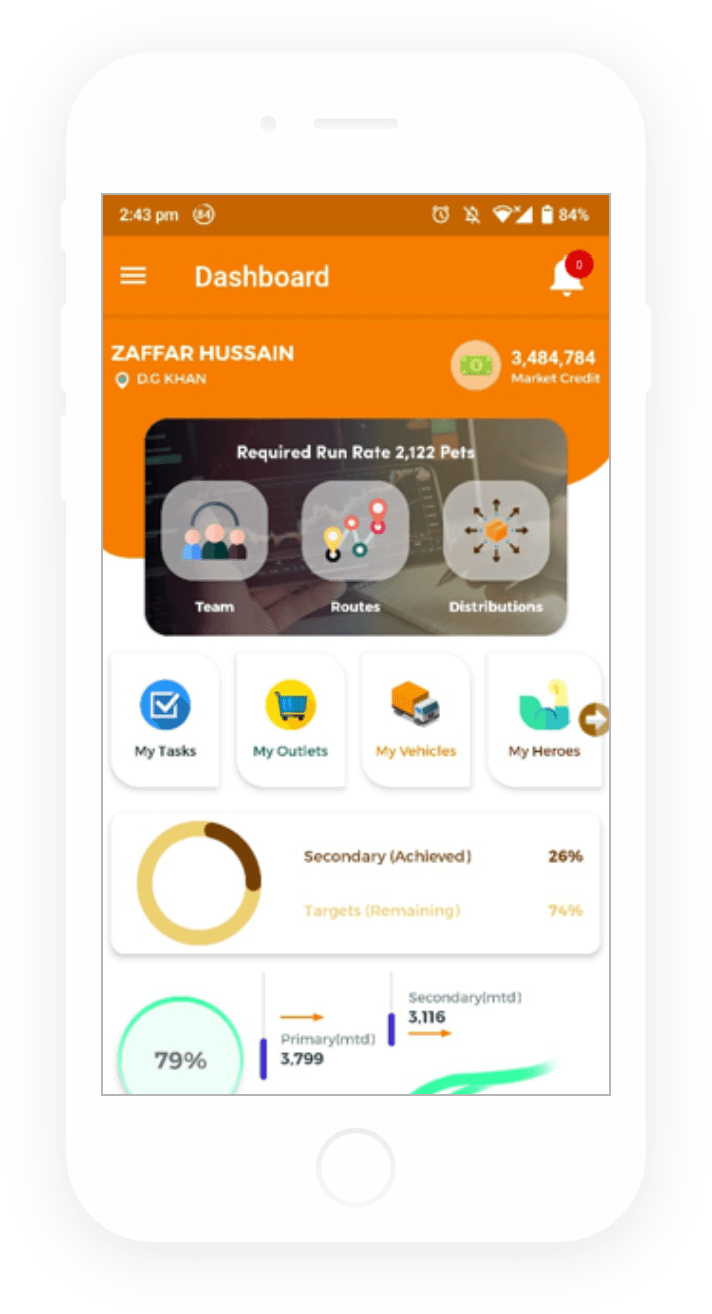 2:43 pm 84 84%
Dashboard
0
ZAFFAR HUSSAIN
D.G KHAN
3,484,784
Market Credit
Required Run Rate 2,122 Pets
Team Routes Distributions
My Tasks My Outlets My Vehicles My Heroes
Secondary (Achieved) 26%
Targets (Remaining) 74%
Secondary(mtd)
3,116
Primary(mtd)
3,799
79%